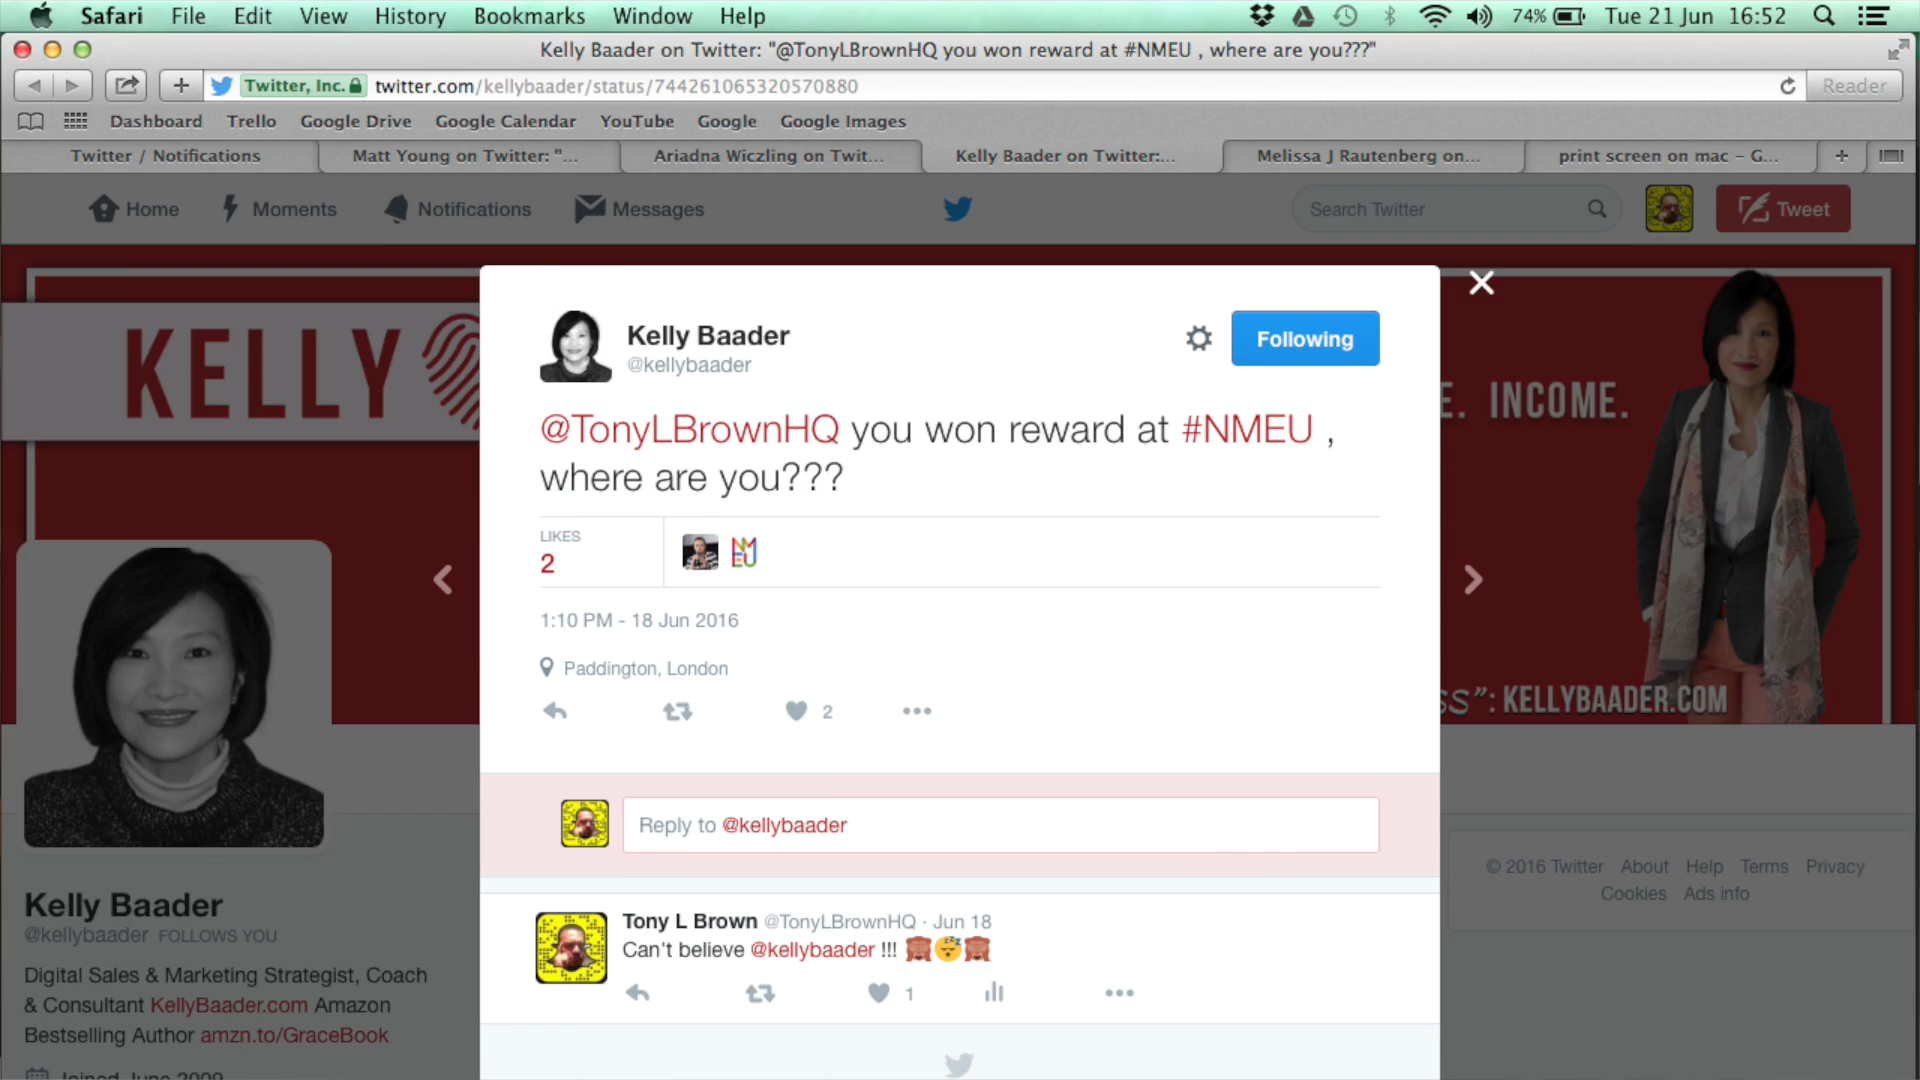 Safari File Edit View History Bookmarks Window Help 74% Tue 21 Jun 16:52
Kelly Baader on Twitter: "@TonyLBrownHQ you won reward at #NMEU , where are you???"
Twitter, Inc. twitter.com/kellybaader/status/744261065320570880 Reader
Dashboard Trello Google Drive Google Calendar YouTube Google Google Images
Twitter / Notifications Matt Young on Twitter: "... Ariadna Wiczling on Twit... Kelly Baader on Twitter:... Melissa J Rautenberg on... print screen on mac - G...
Home Moments Notifications Messages Search Twitter Tweet
KELLY
E. INCOME.
SS": KELLYBAADER.COM
Kelly Baader
@kellybaader
Following
@TonyLBrownHQ you won reward at #NMEU ,
where are you???
LIKES
2
NMEU
1:10 PM - 18 Jun 2016
Paddington, London
2
Reply to @kellybaader
Tony L Brown @TonyLBrownHQ · Jun 18
Can't believe @kellybaader !!!
1
Kelly Baader
@kellybaader FOLLOWS YOU
Digital Sales & Marketing Strategist, Coach
& Consultant KellyBaader.com Amazon
Bestselling Author amzn.to/GraceBook
Joined June 2009
© 2016 Twitter About Help Terms Privacy
Cookies Ads info